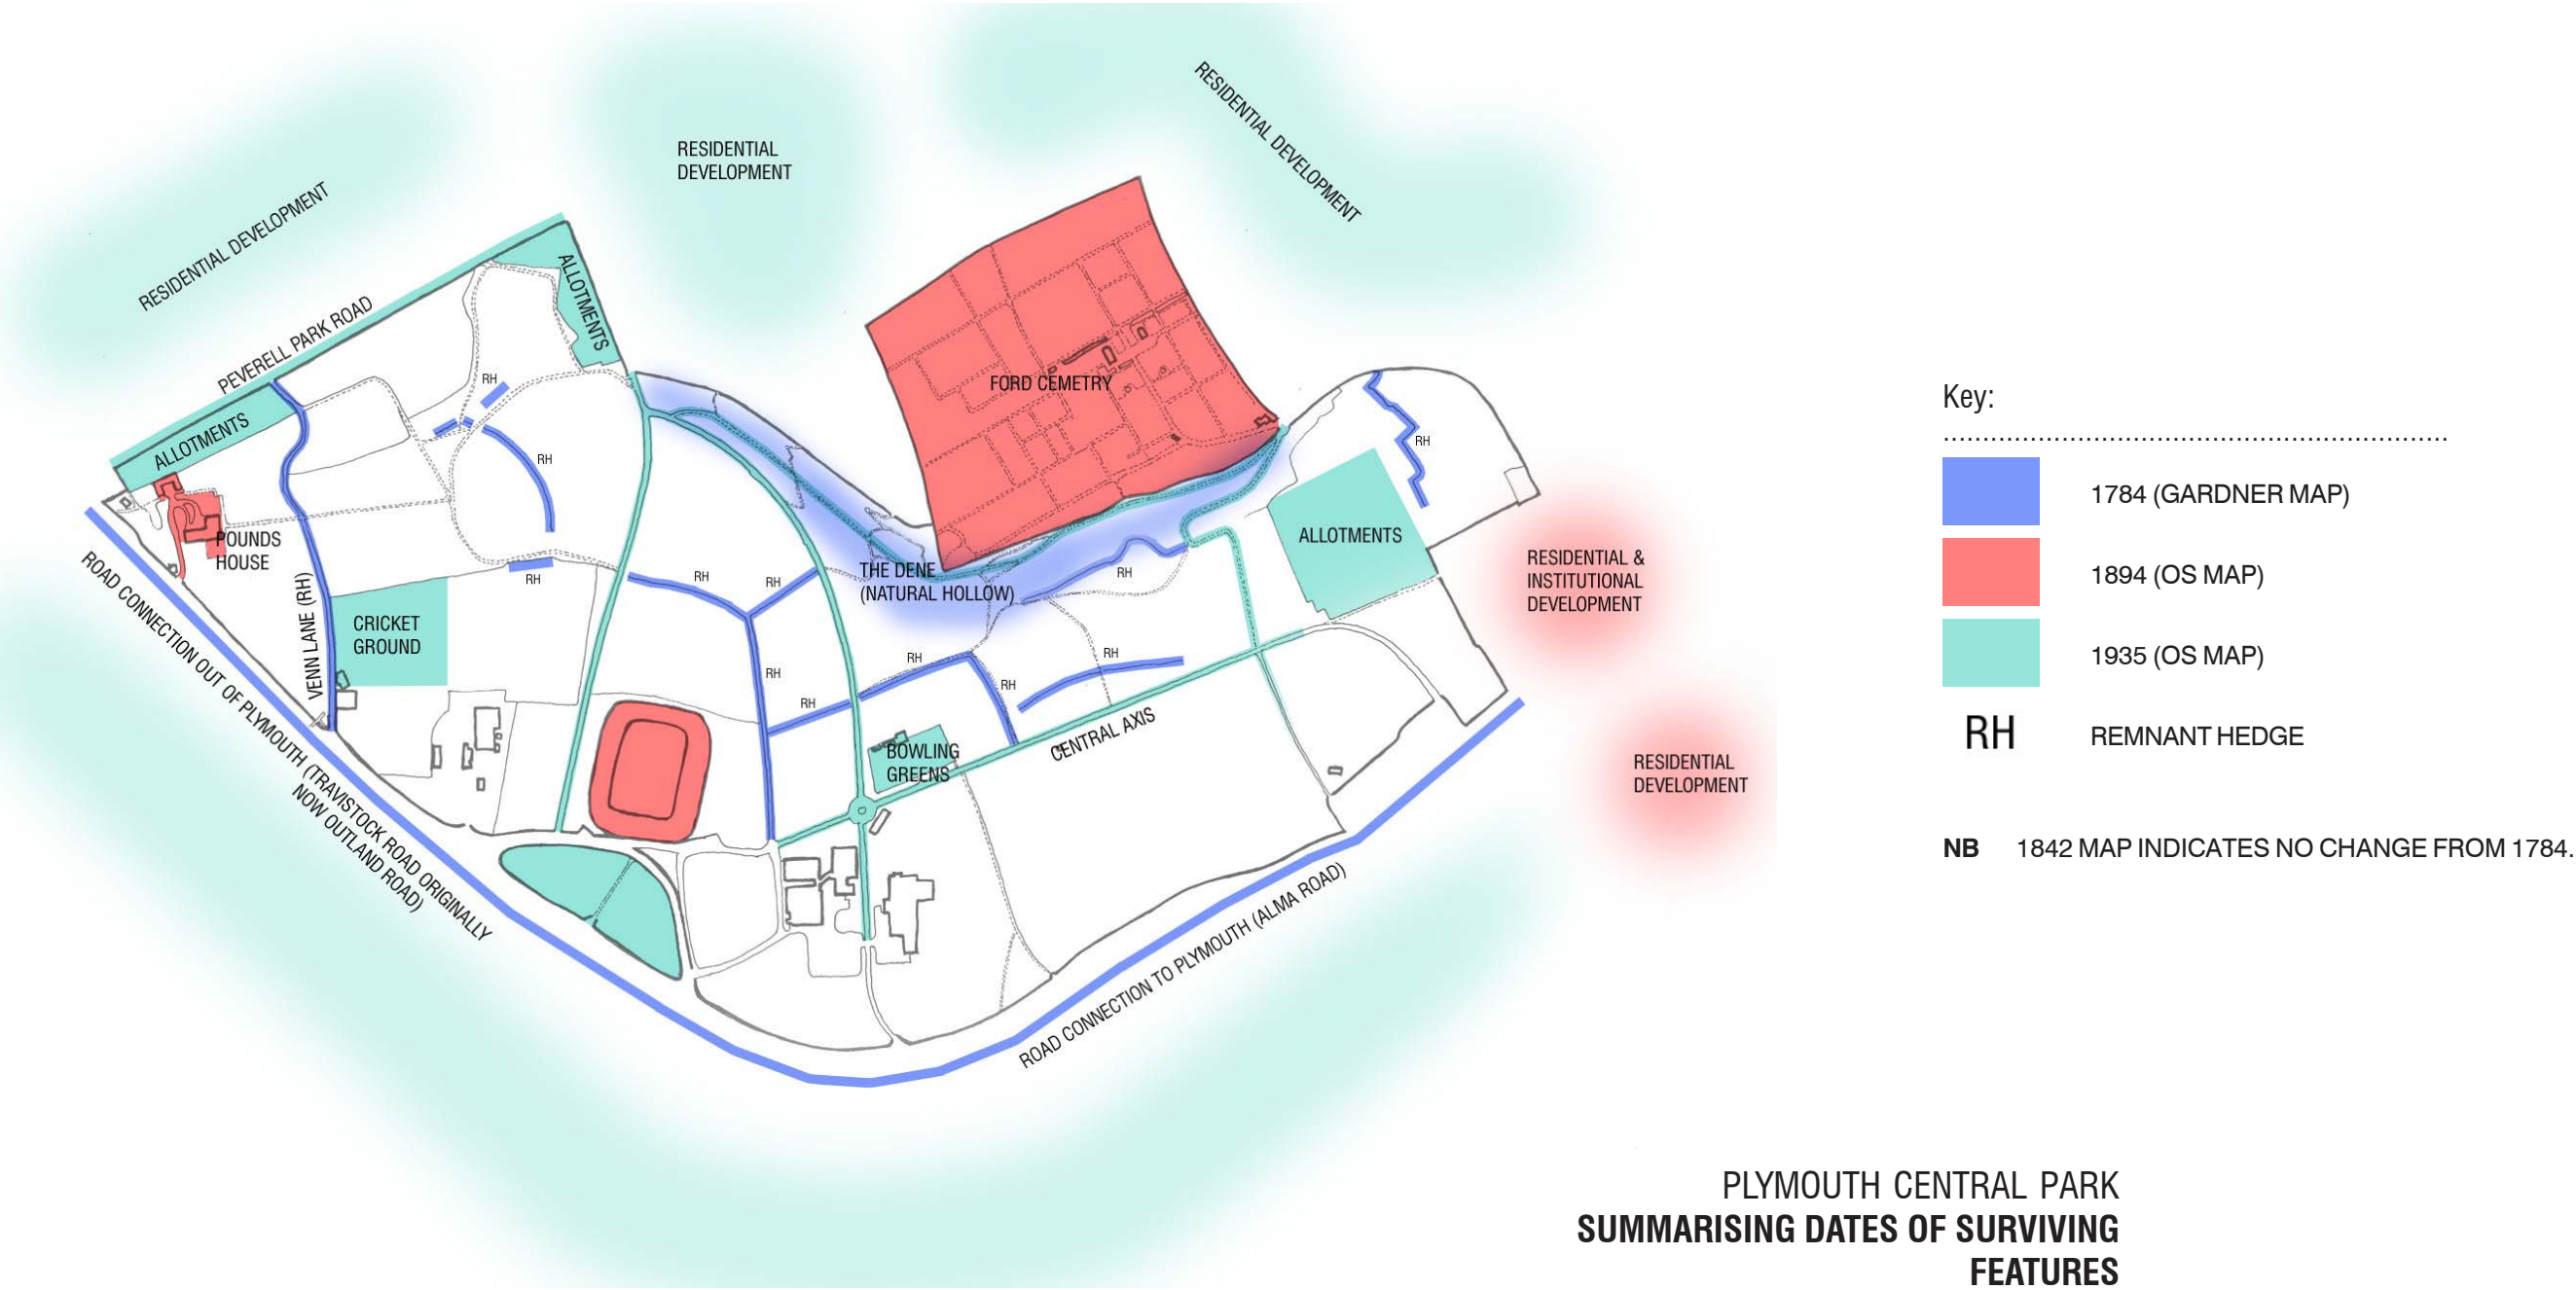 RESIDENTIAL DEVELOPMENT
RESIDENTIAL
DEVELOPMENT
RESIDENTIAL DEVELOPMENT
PEVERELL PARK ROAD
ALLOTMENTS
ALLOTMENTS
RH
RH
RH
POUNDS
HOUSE
VENN LANE (RH)
CRICKET
GROUND
ROAD CONNECTION OUT OF PLYMOUTH (TRAVISTOCK ROAD ORIGINALLY
NOW OUTLAND ROAD)
FORD CEMETRY
THE DENE
(NATURAL HOLLOW)
RH
RH
RH
RH
RH
RH
RH
RH
RH
ALLOTMENTS
BOWLING
GREENS
CENTRAL AXIS
ROAD CONNECTION TO PLYMOUTH (ALMA ROAD)
RESIDENTIAL &
INSTITUTIONAL
DEVELOPMENT
RESIDENTIAL
DEVELOPMENT
Key:
1784 (GARDNER MAP)
1894 (OS MAP)
1935 (OS MAP)
RH REMNANT HEDGE
NB 1842 MAP INDICATES NO CHANGE FROM 1784.
PLYMOUTH CENTRAL PARK
SUMMARISING DATES OF SURVIVING
FEATURES